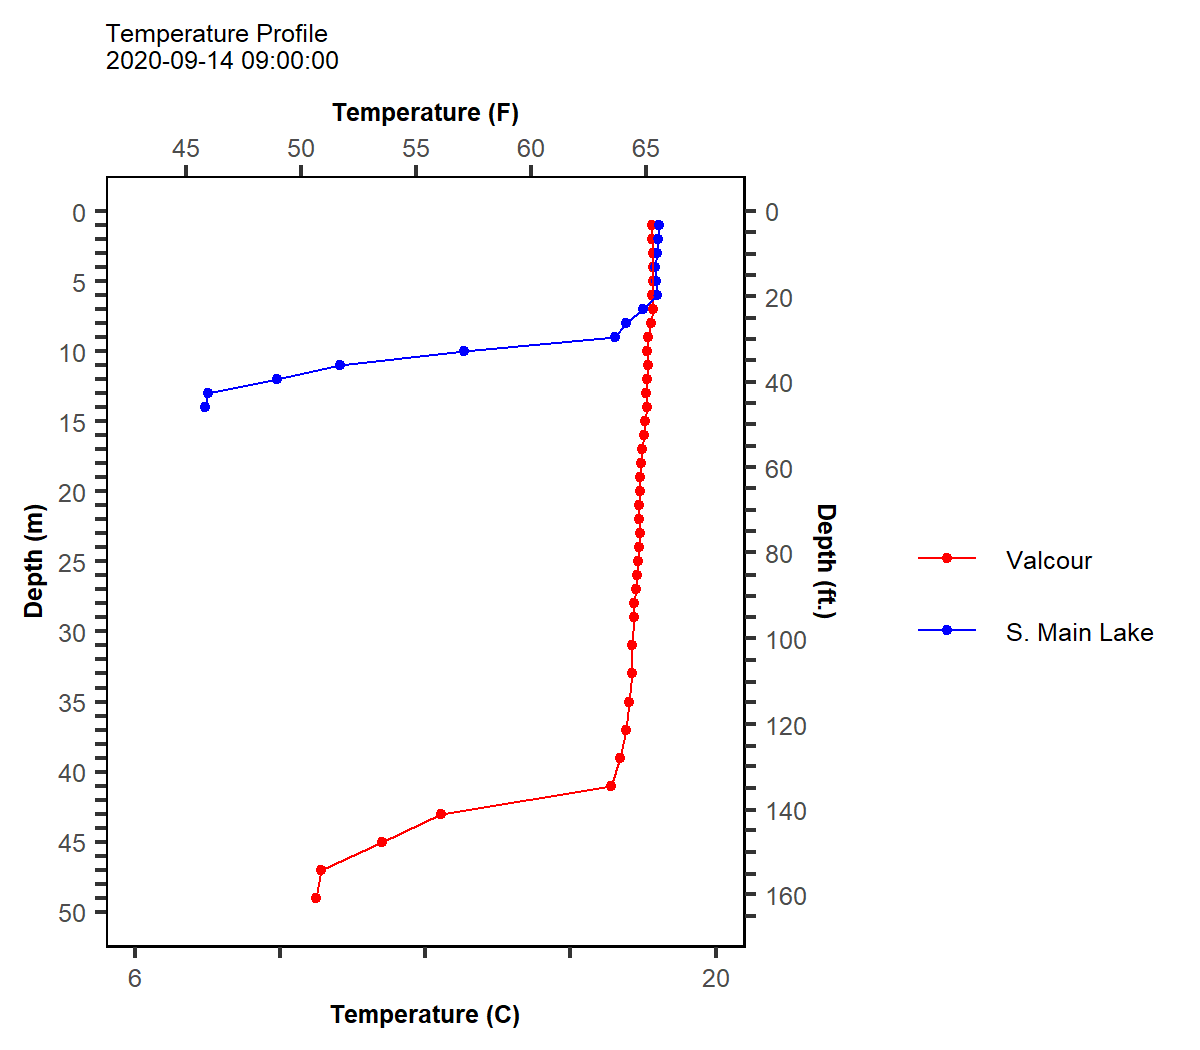 Temperature Profile
2020-09-14 09:00:00
Temperature (F)
45 50 55 60 65
0 0
5
20
10
40
15
60
20
80
25
30
100
35
120
40
140
45
160
50
Depth (m)
Depth (ft.)
Valcour
S. Main Lake
6 20
Temperature (C)